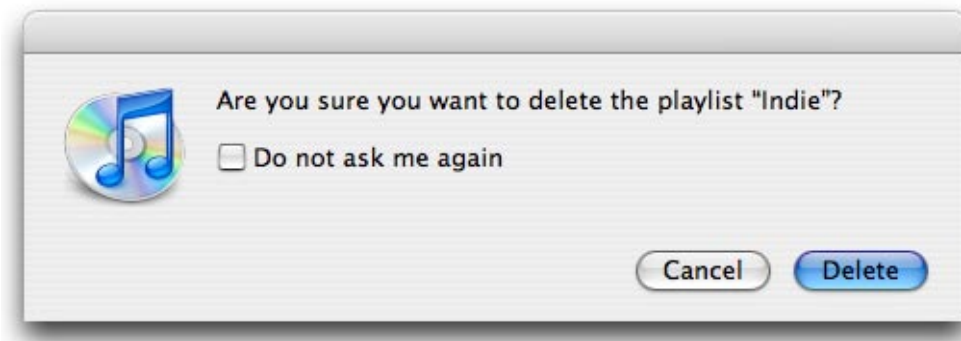 Are you sure you want to delete the playlist “Indie”?
Do not ask me again
Cancel Delete